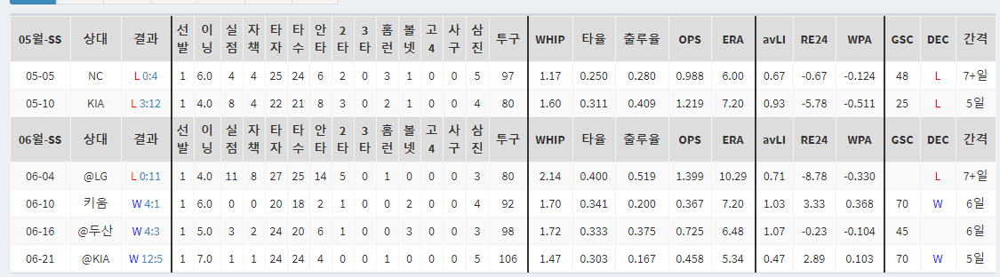 05월-SS 상대 결과 선발 이닝 실점 자책 타자 타수 안타 2타 3타 홈런 볼넷 고4 사구 삼진 투구 WHIP 타율 출루율 OPS ERA avLI RE24 WPA GSC DEC 간격
05-05 NC L 0:4 1 6.0 4 4 25 24 6 2 0 3 1 0 0 5 97 1.17 0.250 0.280 0.988 6.00 0.67 -0.67 -0.124 48 L 7+일
05-10 KIA L 3:12 1 4.0 8 4 22 21 8 3 0 2 1 0 0 4 80 1.60 0.311 0.409 1.219 7.20 0.93 -5.78 -0.511 25 L 5일
06월-SS 상대 결과 선발 이닝 실점 자책 타자 타수 안타 2타 3타 홈런 볼넷 고4 사구 삼진 투구 WHIP 타율 출루율 OPS ERA avLI RE24 WPA GSC DEC 간격
06-04 @LG L 0:11 1 4.0 11 8 27 25 14 5 0 1 0 0 0 3 80 2.14 0.400 0.519 1.399 10.29 0.71 -8.78 -0.330 L 7+일
06-10 키움 W 4:1 1 6.0 0 0 20 18 2 1 0 0 2 0 0 4 92 1.70 0.341 0.200 0.367 7.20 1.03 3.33 0.368 70 W 6일
06-16 @두산 W 4:3 1 5.0 3 2 24 20 6 1 0 0 3 0 0 3 98 1.72 0.333 0.375 0.725 6.48 1.07 -0.23 -0.104 45 6일
06-21 @KIA W 12:5 1 7.0 1 1 24 24 4 0 0 1 0 0 0 5 106 1.47 0.303 0.167 0.458 5.34 0.47 2.89 0.103 70 W 5일